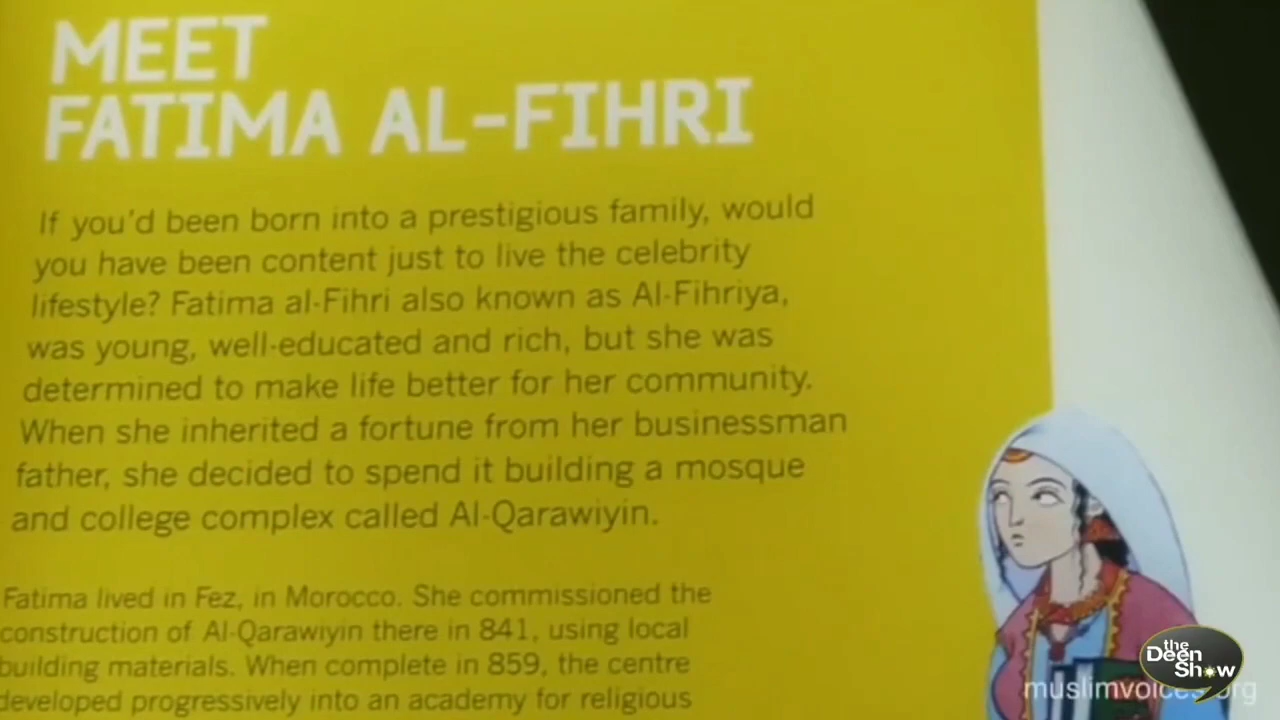 MEET
FATIMA AL-FIHRI
If you'd been born into a prestigious family, would
you have been content just to live the celebrity
lifestyle? Fatima al-Fihri also known as Al-Fihriya,
was young, well-educated and rich, but she was
determined to make life better for her community.
When she inherited a fortune from her businessman
father, she decided to spend it building a mosque
and college complex called Al-Qarawiyin.
Fatima lived in Fez, in Morocco. She commissioned the
construction of Al-Qarawiyin there in 841, using local
building materials. When complete in 859, the centre
developed progressively into an academy for religious
the
Deen
Show
muslimvoices.org